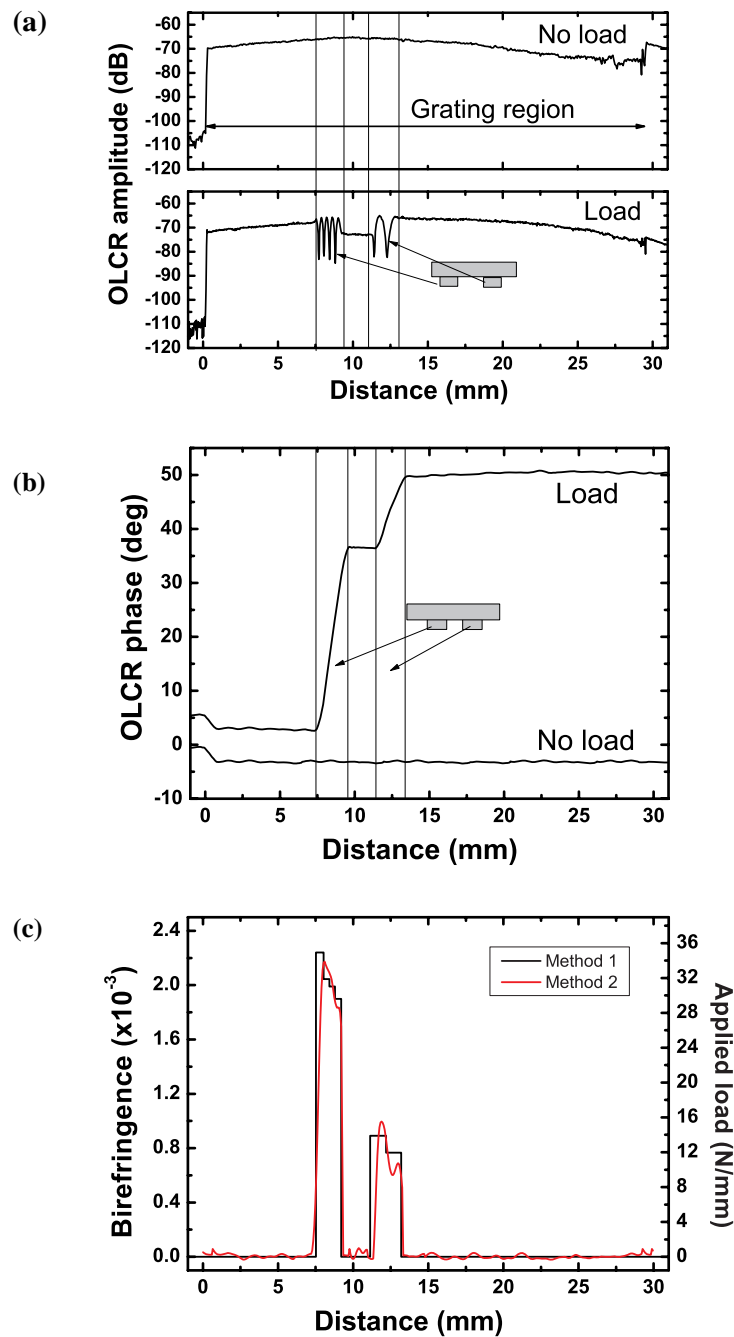 (a)
-60
-70
-80
-90
-100
-110
-120
No load
Grating region
OLCR amplitude (dB)
-60
-70
-80
-90
-100
-110
-120
Load
0 5 10 15 20 25 30
Distance (mm)
(b)
50
40
30
20
10
0
-10
OLCR phase (deg)
Load
No load
0 5 10 15 20 25 30
Distance (mm)
(c)
2.4
2.0
1.6
1.2
0.8
0.4
0.0
Birefringence (x10⁻³)
Method 1
Method 2
36
32
28
24
20
16
12
8
4
0
Applied load (N/mm)
0 5 10 15 20 25 30
Distance (mm)